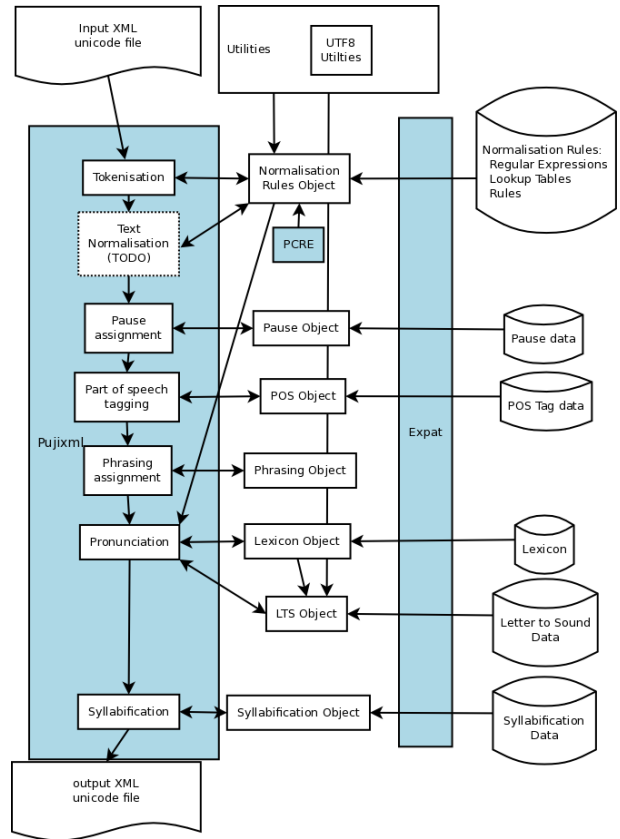 Input XML
unicode file
Utilities
UTF8
Utilties
Tokenisation
Normalisation
Rules Object
Normalisation Rules:
Regular Expressions
Lookup Tables
Rules
Text
Normalisation
(TODO)
PCRE
Pause
assignment
Pause Object
Pause data
Part of speech
tagging
POS Object
POS Tag data
Pujixml
Expat
Phrasing
assignment
Phrasing Object
Pronunciation
Lexicon Object
Lexicon
LTS Object
Letter to Sound
Data
Syllabification
Syllabification Object
Syllabification
Data
output XML
unicode file